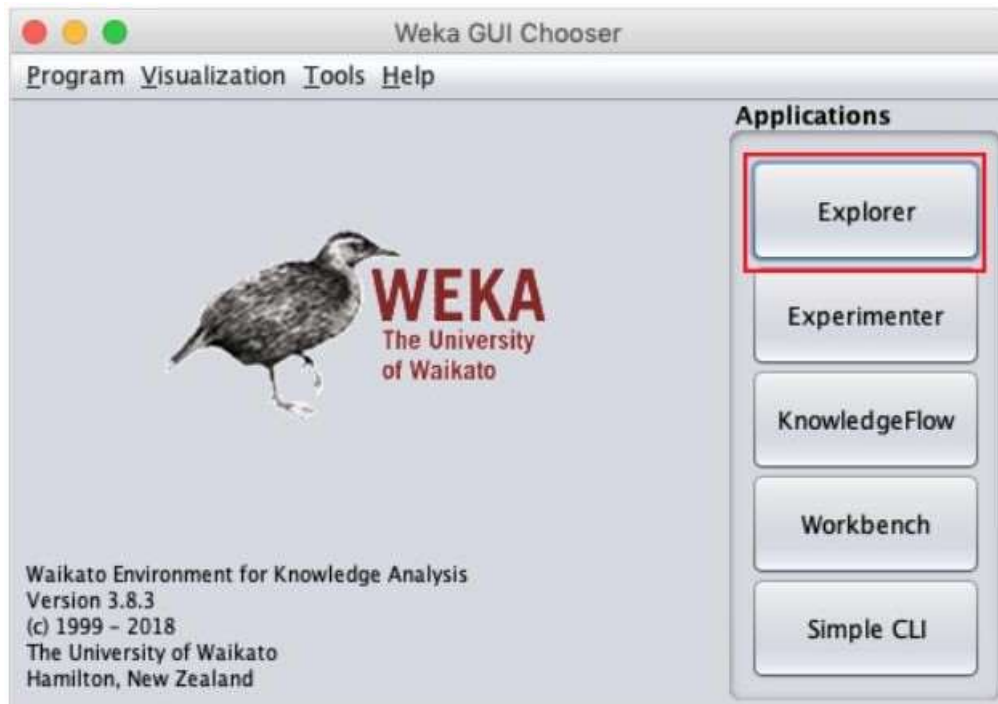 Weka GUI Chooser
Program Visualization Tools Help
Applications
Explorer
Experimenter
KnowledgeFlow
Workbench
Simple CLI
WEKA
The University
of Waikato
Waikato Environment for Knowledge Analysis
Version 3.8.3
(c) 1999 – 2018
The University of Waikato
Hamilton, New Zealand